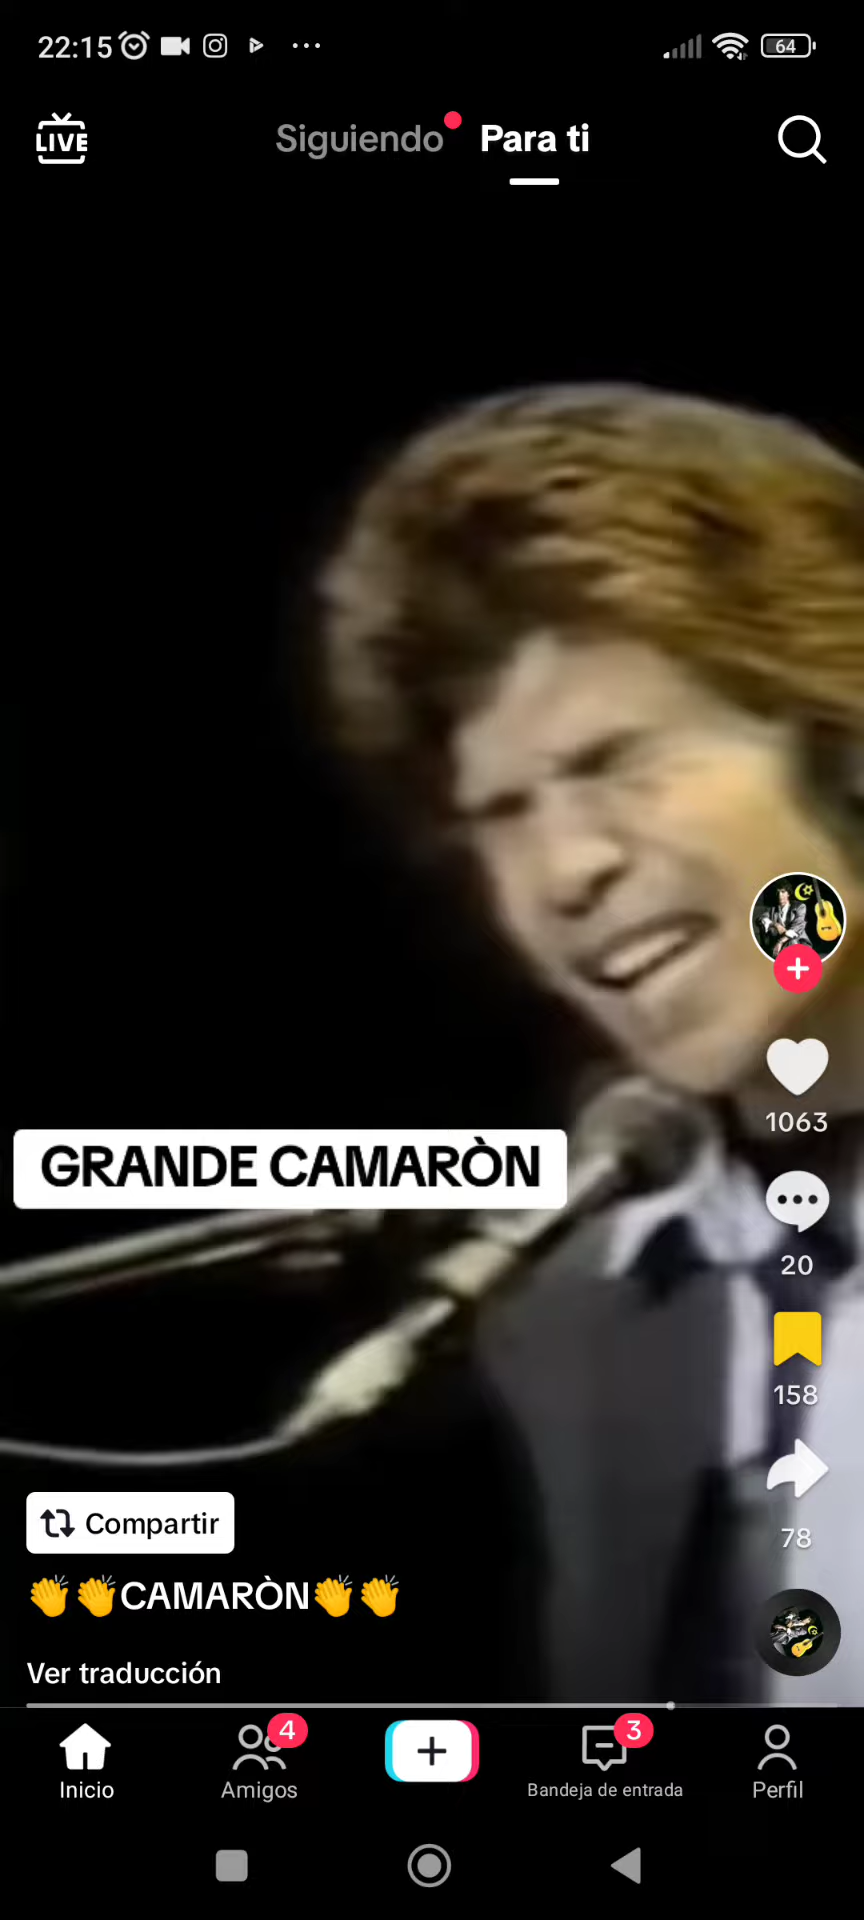 22:15
64
LIVE
Siguiendo
Para ti
1063
GRANDE CAMARÒN
20
158
Compartir
78
👏👏CAMARÒN👏👏
Ver traducción
4
3
Inicio
Amigos
Bandeja de entrada
Perfil